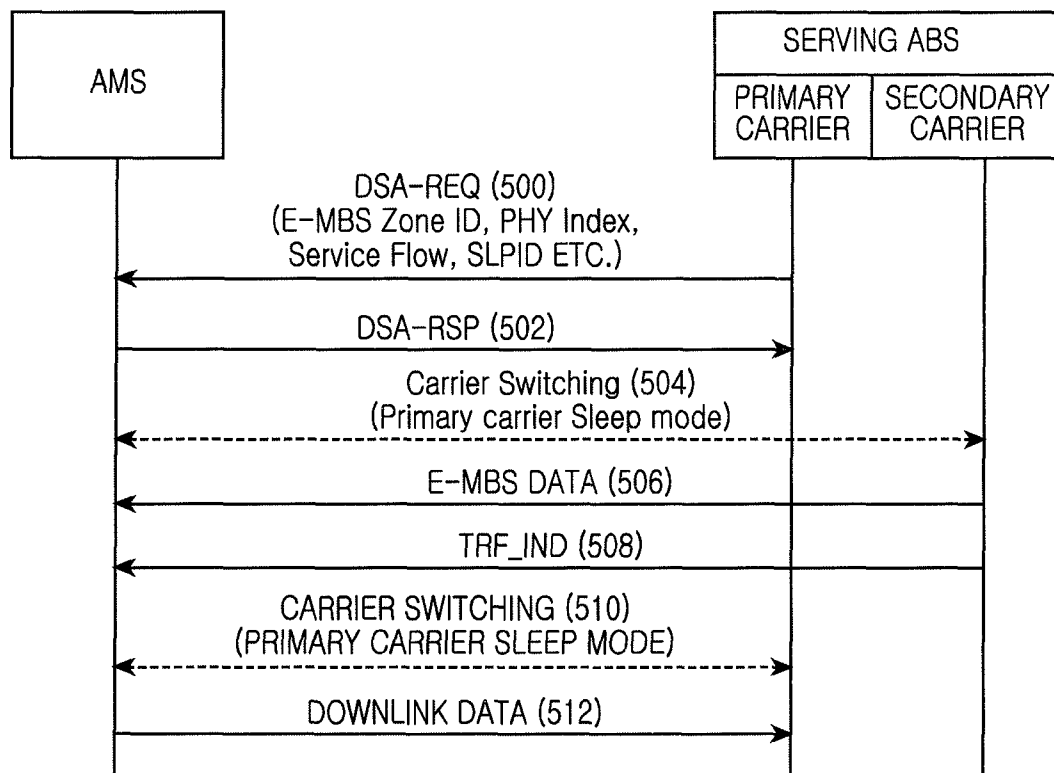 AMS
SERVING ABS
PRIMARY
CARRIER
SECONDARY
CARRIER
DSA-REQ (500)
(E-MBS Zone ID, PHY Index,
Service Flow, SLPID ETC.)
DSA-RSP (502)
Carrier Switching (504)
(Primary carrier Sleep mode)
E-MBS DATA (506)
TRF_IND (508)
CARRIER SWITCHING (510)
(PRIMARY CARRIER SLEEP MODE)
DOWNLINK DATA (512)